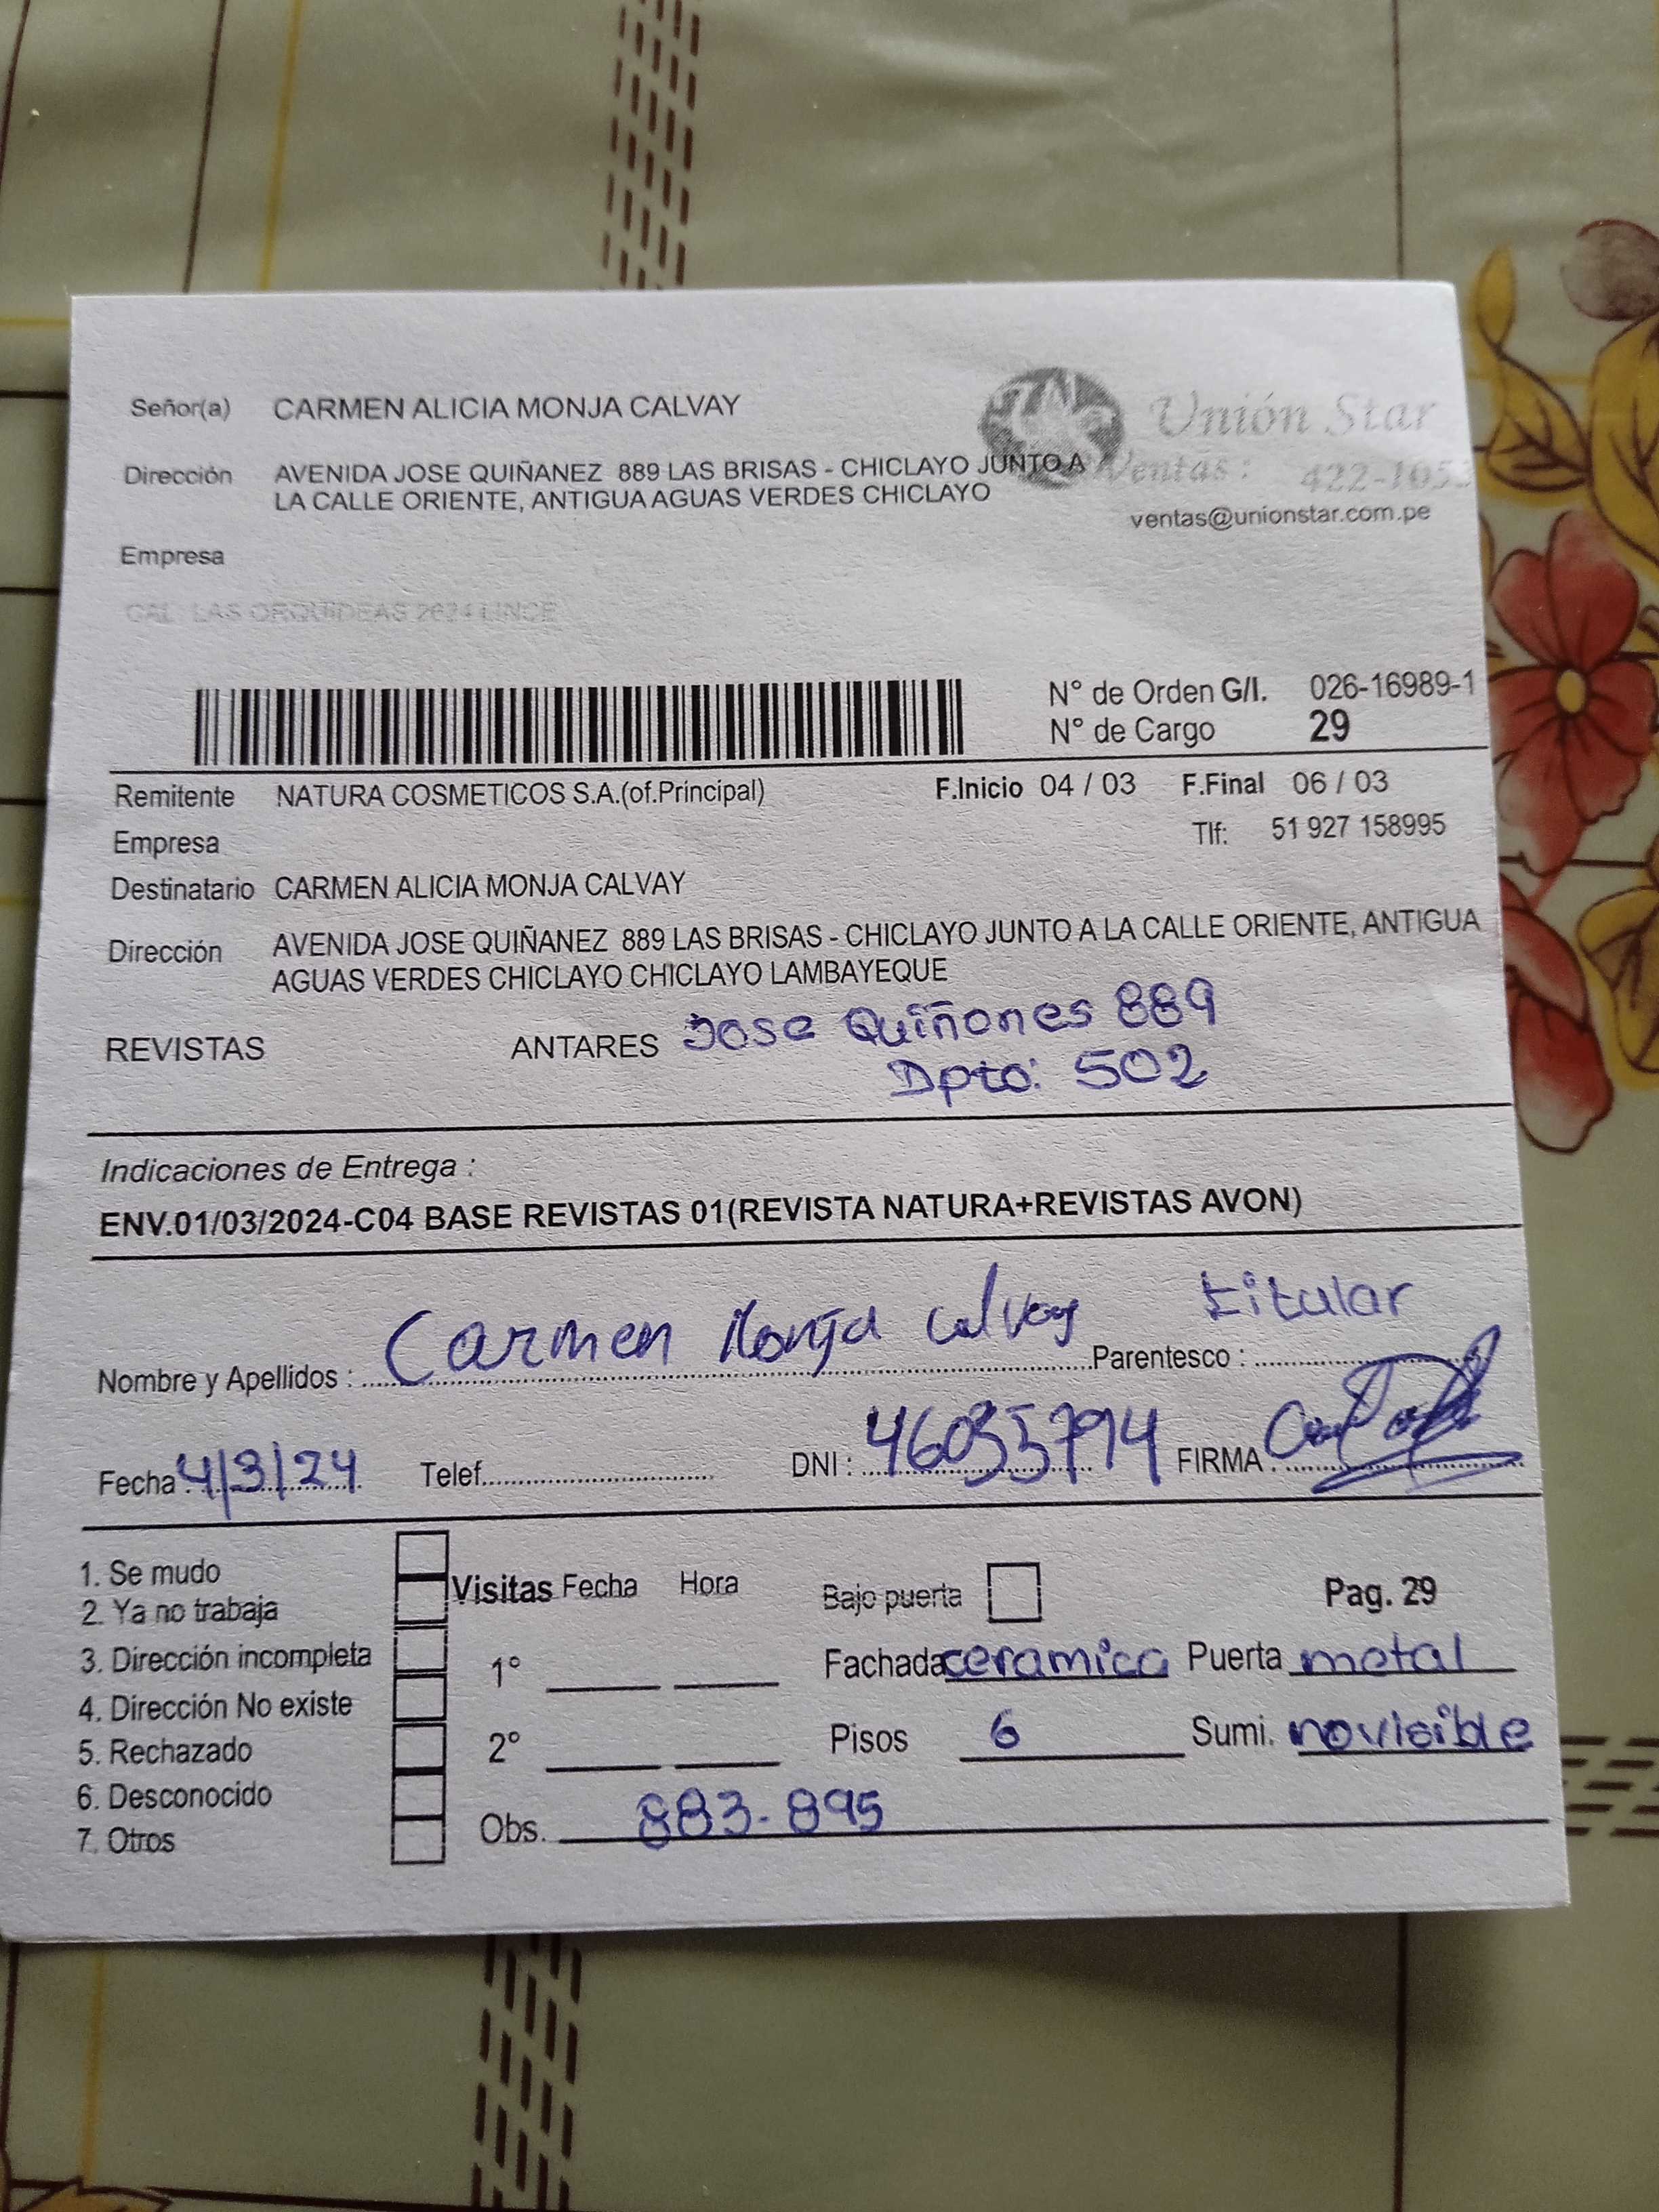 Señor(a) CARMEN ALICIA MONJA CALVAY
Unión Star
Dirección AVENIDA JOSE QUIÑANEZ 889 LAS BRISAS - CHICLAYO JUNTO A
LA CALLE ORIENTE, ANTIGUA AGUAS VERDES CHICLAYO
Ventas: 422-1053
ventas@unionstar.com.pe
Empresa
CAL. LAS ORQUIDEAS 2624 LINCE
N° de Orden G/I. 026-16989-1
N° de Cargo 29
Remitente NATURA COSMETICOS S.A.(of.Principal) F.Inicio 04 / 03 F.Final 06 / 03
Empresa Tlf: 51 927 158995
Destinatario CARMEN ALICIA MONJA CALVAY
Dirección AVENIDA JOSE QUIÑANEZ 889 LAS BRISAS - CHICLAYO JUNTO A LA CALLE ORIENTE, ANTIGUA
AGUAS VERDES CHICLAYO CHICLAYO LAMBAYEQUE
REVISTAS ANTARES Jose Quiñones 889
Dpto: 502
Indicaciones de Entrega :
ENV.01/03/2024-C04 BASE REVISTAS 01(REVISTA NATURA+REVISTAS AVON)
Nombre y Apellidos : Carmen Monja Calvay Parentesco : titular
Fecha : 4/3/24 Telef. DNI : 46035794 FIRMA :
1. Se mudo
2. Ya no trabaja
3. Dirección incompleta
4. Dirección No existe
5. Rechazado
6. Desconocido
7. Otros
Visitas Fecha Hora Bajo puerta Pag. 29
1° Fachada ceramica Puerta metal
2° Pisos 6 Sumi. no visible
Obs. 883-895